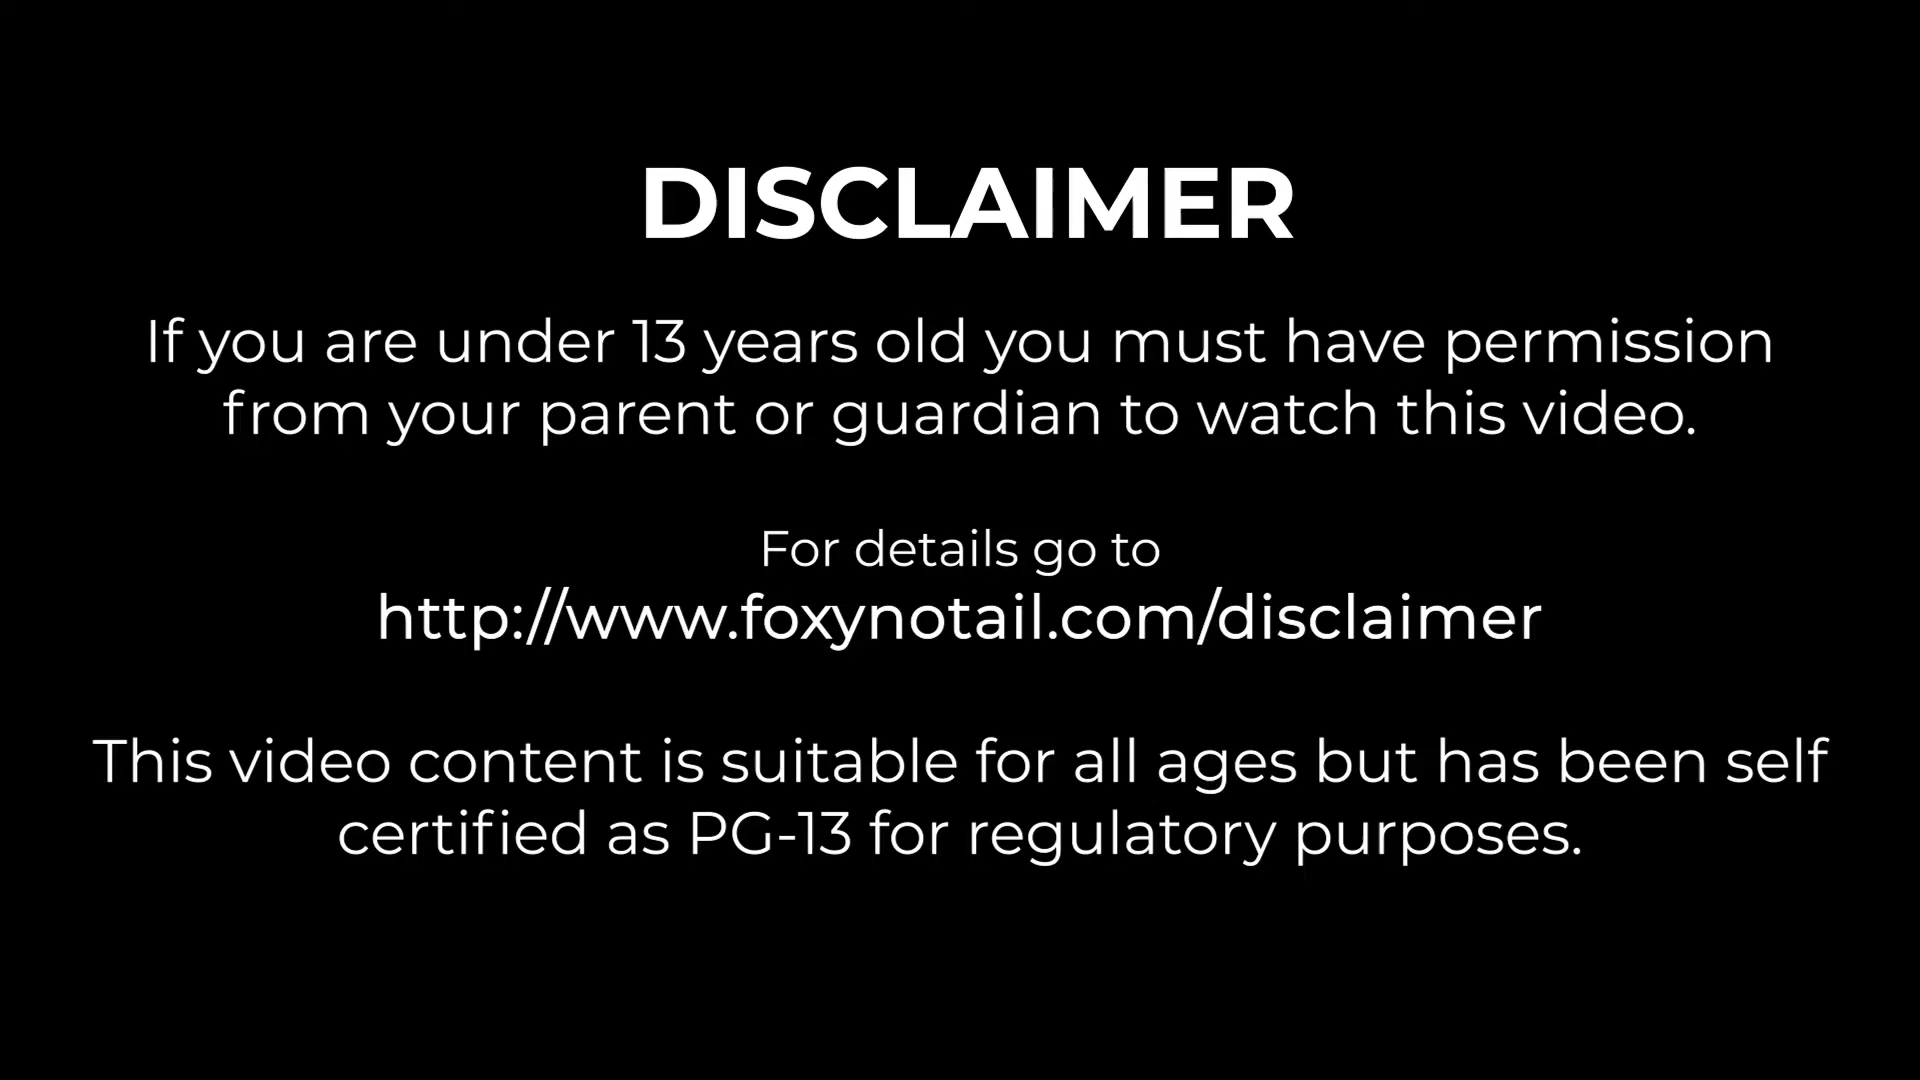 DISCLAIMER
If you are under 13 years old you must have permission
from your parent or guardian to watch this video.
For details go to
http://www.foxynotail.com/disclaimer
This video content is suitable for all ages but has been self
certified as PG-13 for regulatory purposes.